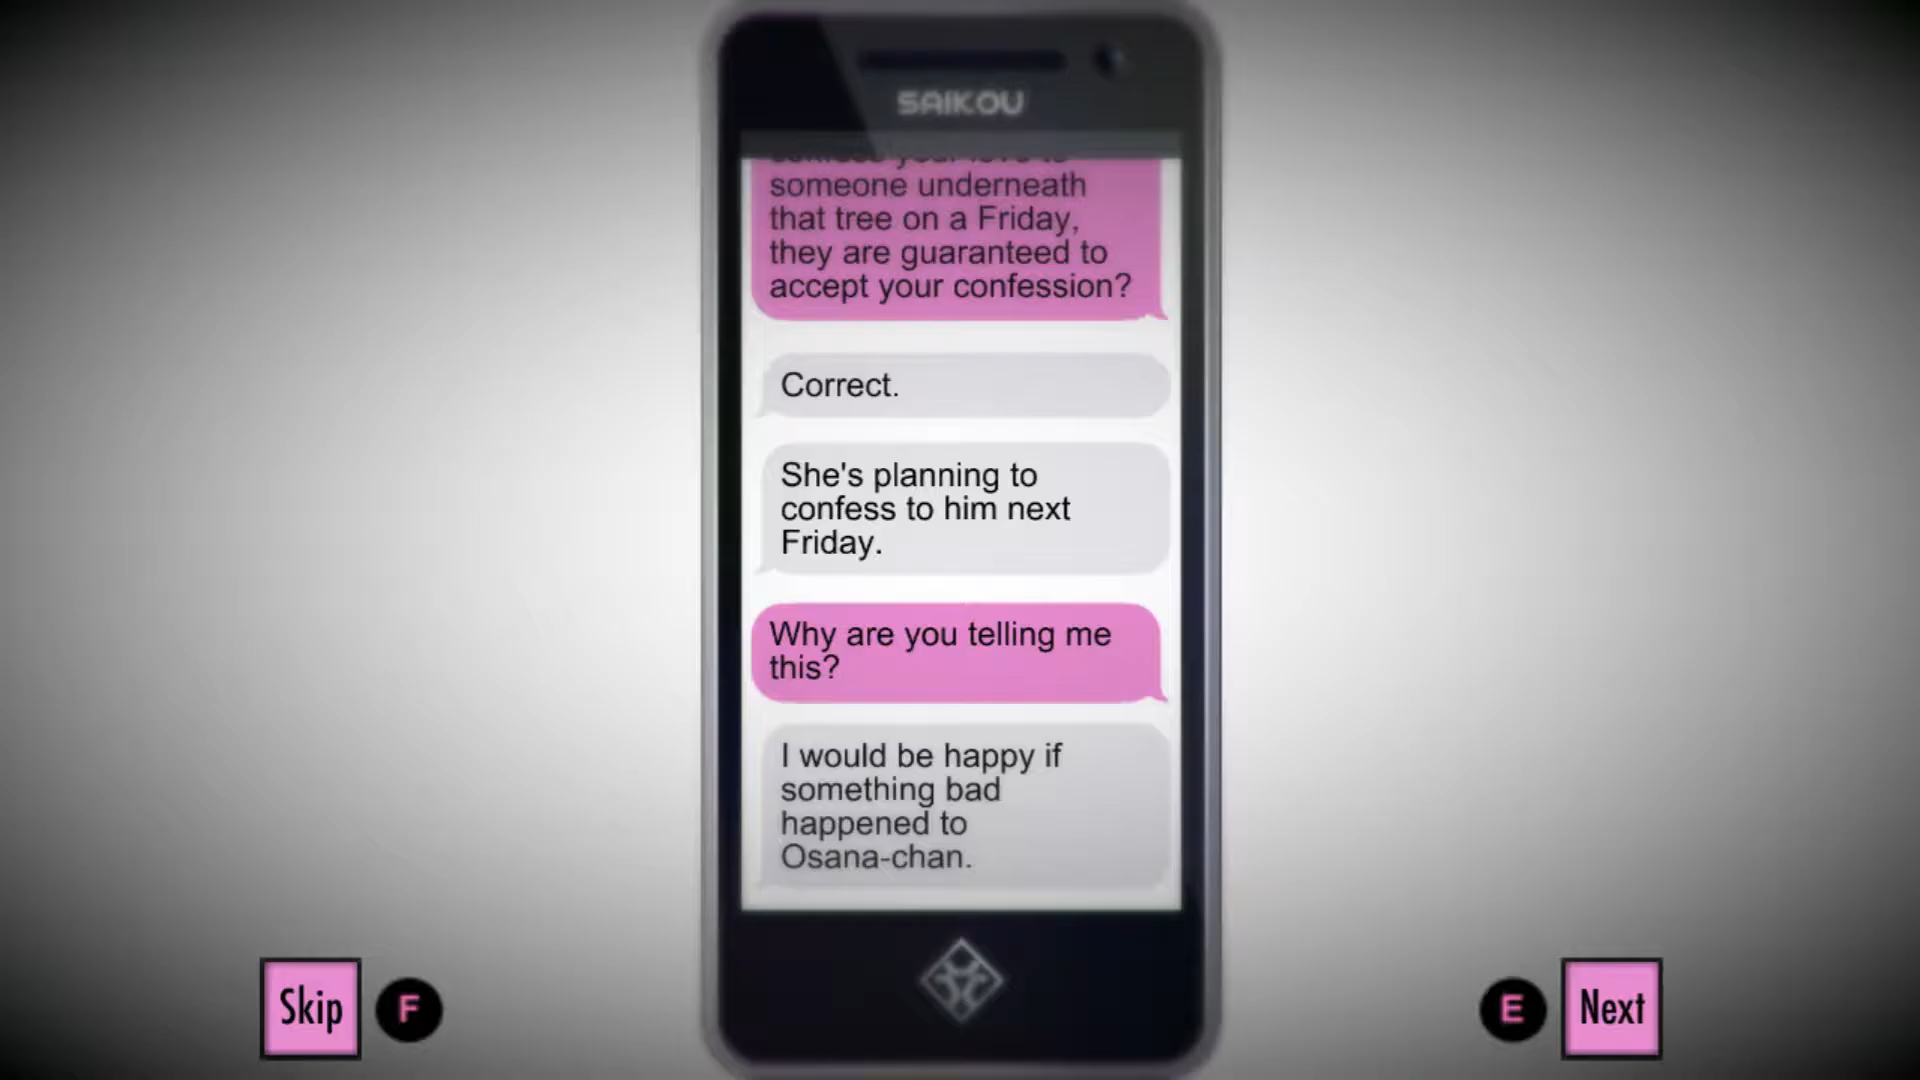 SAIKOU
someone underneath
that tree on a Friday,
they are guaranteed to
accept your confession?
Correct.
She's planning to
confess to him next
Friday.
Why are you telling me
this?
I would be happy if
something bad
happened to
Osana-chan.
Skip F
E Next